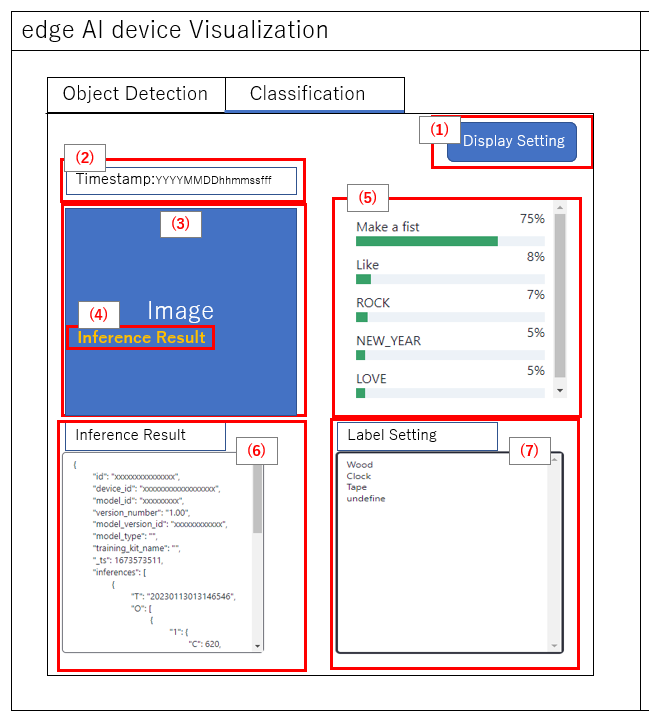 edge AI device Visualization
Object Detection
Classification
(1)
Display Setting
(2)
Timestamp:YYYYMMDDhhmmssfff
(3)
Image
(4)
Inference Result
(5)
75%
Make a fist
8%
Like
7%
ROCK
5%
NEW_YEAR
5%
LOVE
Inference Result
(6)
{
"id": "xxxxxxxxxxxxxxx",
"device_id": "xxxxxxxxxxxxxxxxx",
"model_id": "xxxxxxxxx",
"version_number": "1.00",
"model_version_id": "xxxxxxxxxxxx",
"model_type": "",
"training_kit_name": "",
"_ts": 1673573511,
"inferences": [
{
"T": "20230113013146546",
"O": [
{
"1": {
"C": 620,
Label Setting
(7)
Wood
Clock
Tape
undefine